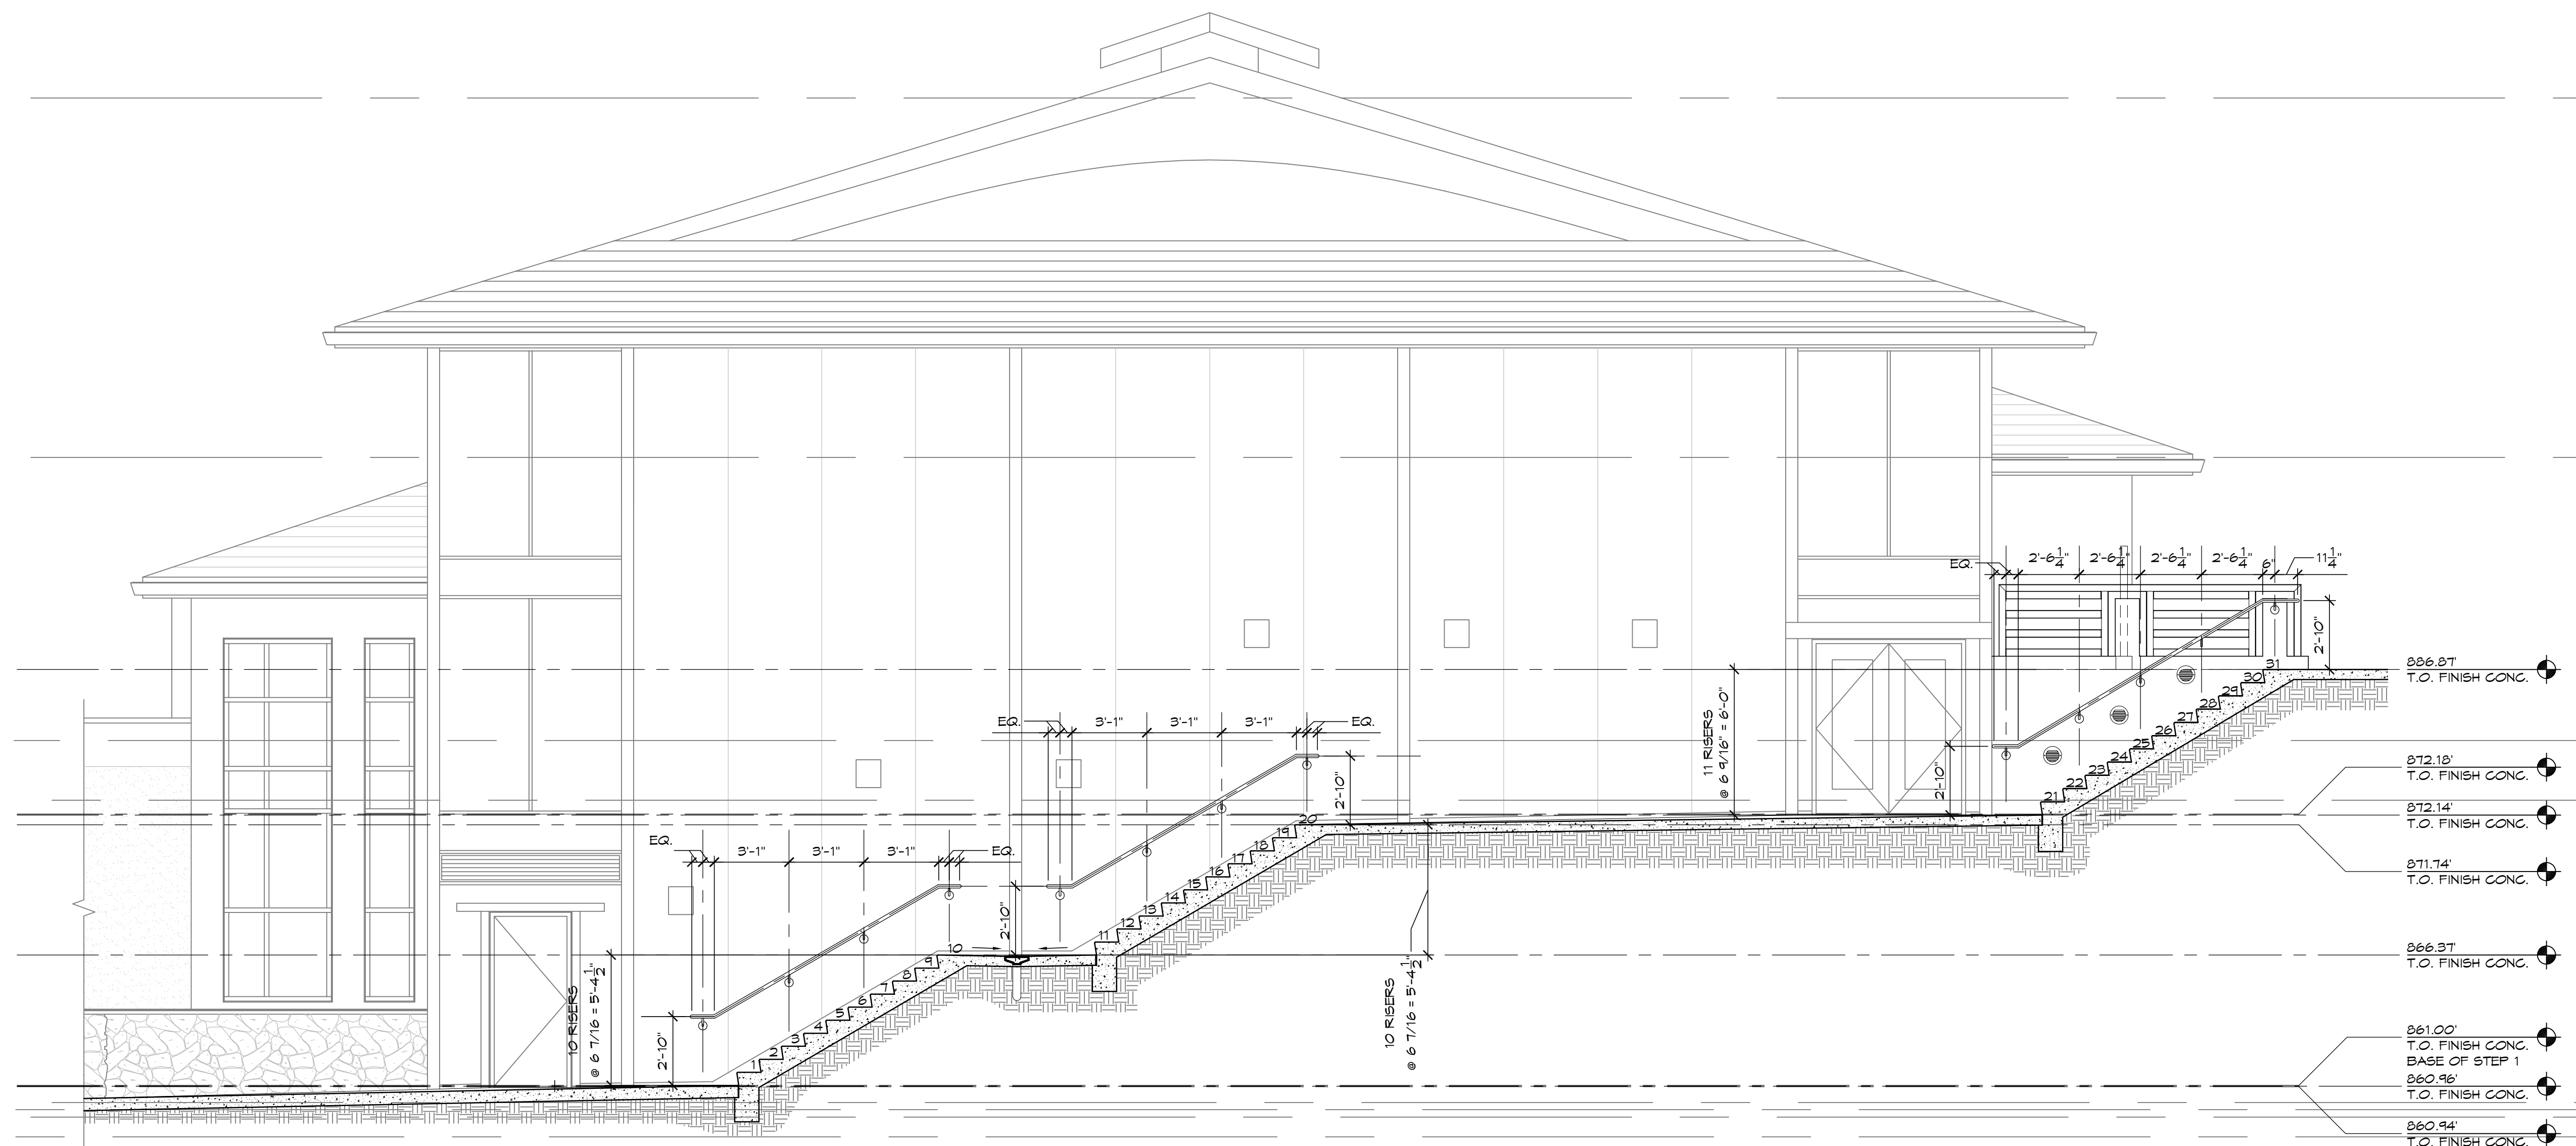 EQ.
2'-6 1/4"
2'-6 1/4"
2'-6 1/4"
2'-6 1/4"
6"
11 1/4"
2'-10"
31
30
29
28
27
26
25
24
23
22
21
2'-10"
11 RISERS
@ 6 9/16" = 6'-0"
EQ.
3'-1"
3'-1"
3'-1"
EQ.
2'-10"
20
19
18
17
16
15
14
13
12
11
2'-10"
10 RISERS
@ 6 7/16 = 5'-4 1/2"
EQ.
3'-1"
3'-1"
3'-1"
EQ.
10
9
8
7
6
5
4
3
2
1
2'-10"
10 RISERS
@ 6 7/16 = 5'-4 1/2"
886.87'
T.O. FINISH CONC.
872.18'
T.O. FINISH CONC.
872.14'
T.O. FINISH CONC.
871.74'
T.O. FINISH CONC.
866.37'
T.O. FINISH CONC.
861.00'
T.O. FINISH CONC.
BASE OF STEP 1
860.96'
T.O. FINISH CONC.
860.94'
T.O. FINISH CONC.